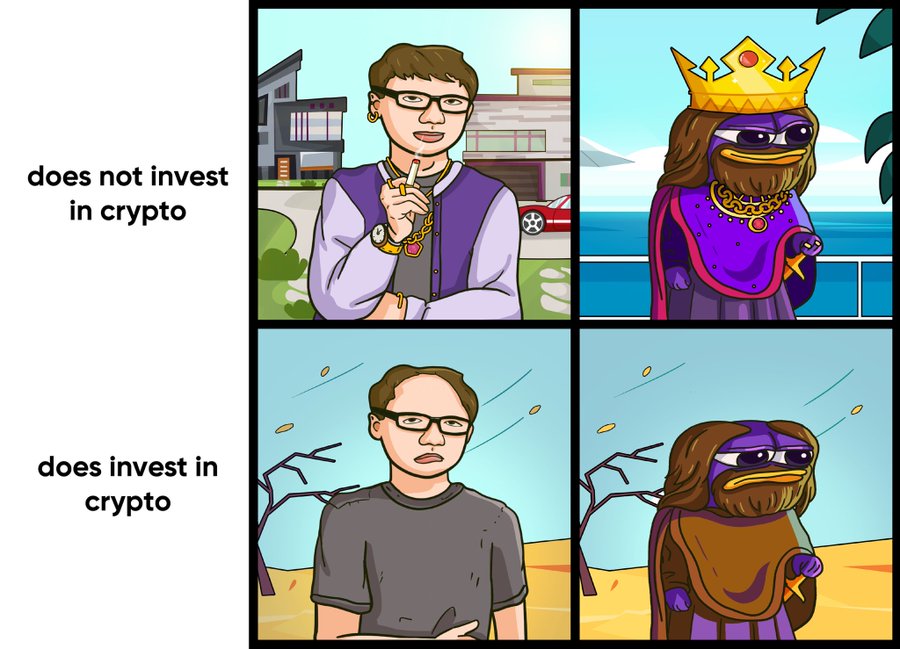 does not invest
in crypto
does invest in
crypto